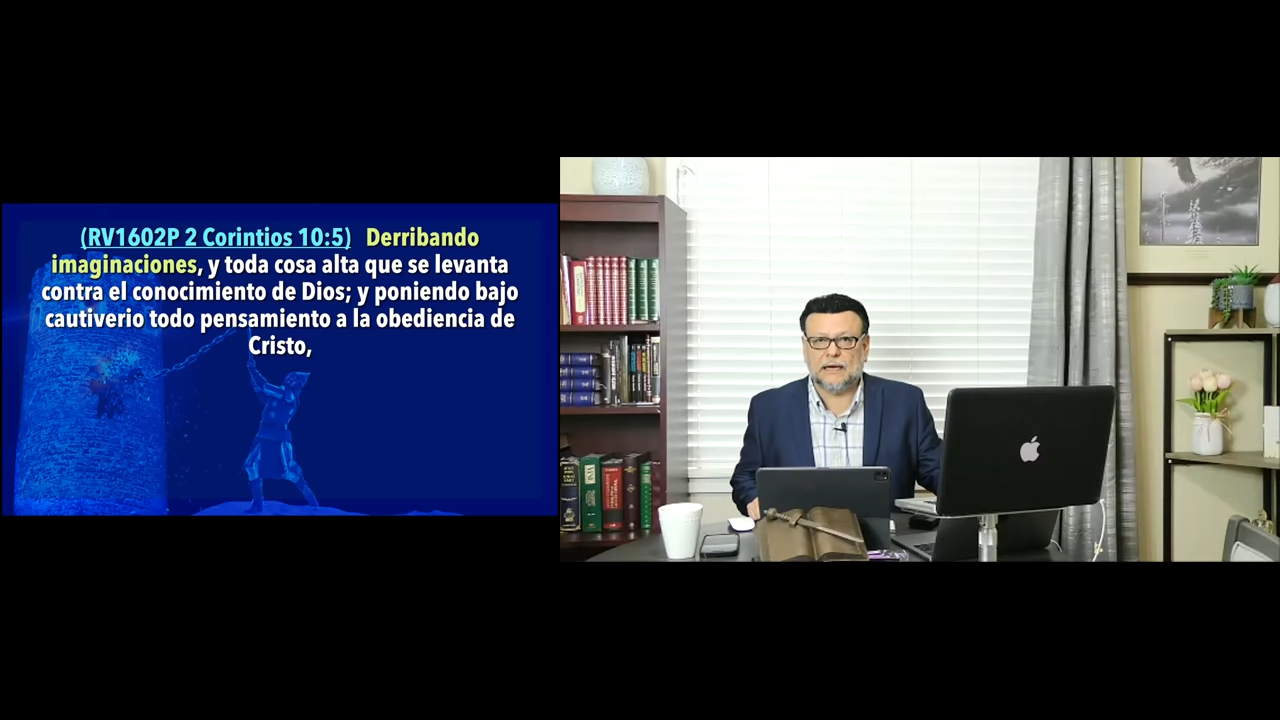 (RV1602P 2 Corintios 10:5) Derribando
imaginaciones, y toda cosa alta que se levanta
contra el conocimiento de Dios; y poniendo bajo
cautiverio todo pensamiento a la obediencia de
Cristo,